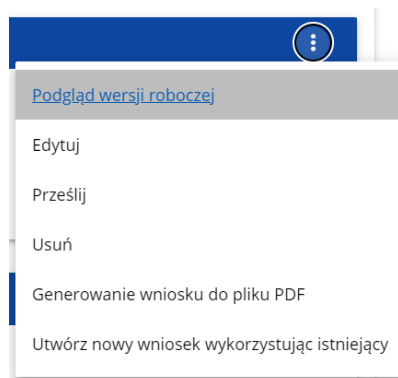 Podgląd wersji roboczej
Edytuj
Prześlij
Usuń
Generowanie wniosku do pliku PDF
Utwórz nowy wniosek wykorzystując istniejący